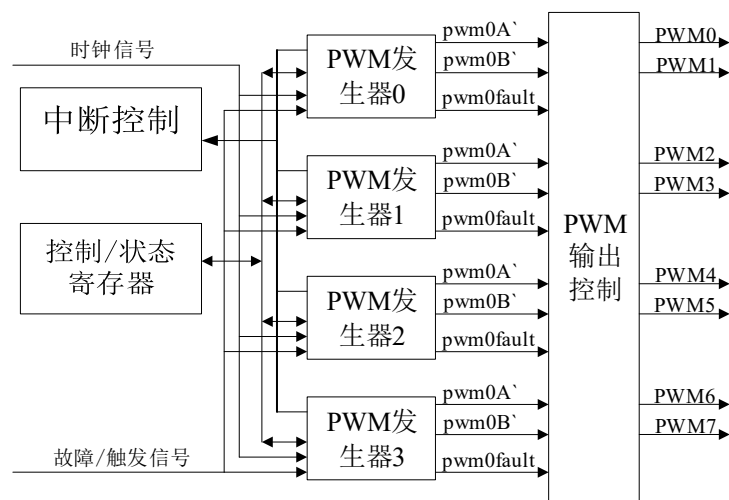 时钟信号
中断控制
控制/状态
寄存器
故障/触发信号
PWM发
生器0
pwm0A`
pwm0B`
pwm0fault
PWM发
生器1
pwm0A`
pwm0B`
pwm0fault
PWM发
生器2
pwm0A`
pwm0B`
pwm0fault
PWM发
生器3
pwm0A`
pwm0B`
pwm0fault
PWM
输出
控制
PWM0
PWM1
PWM2
PWM3
PWM4
PWM5
PWM6
PWM7